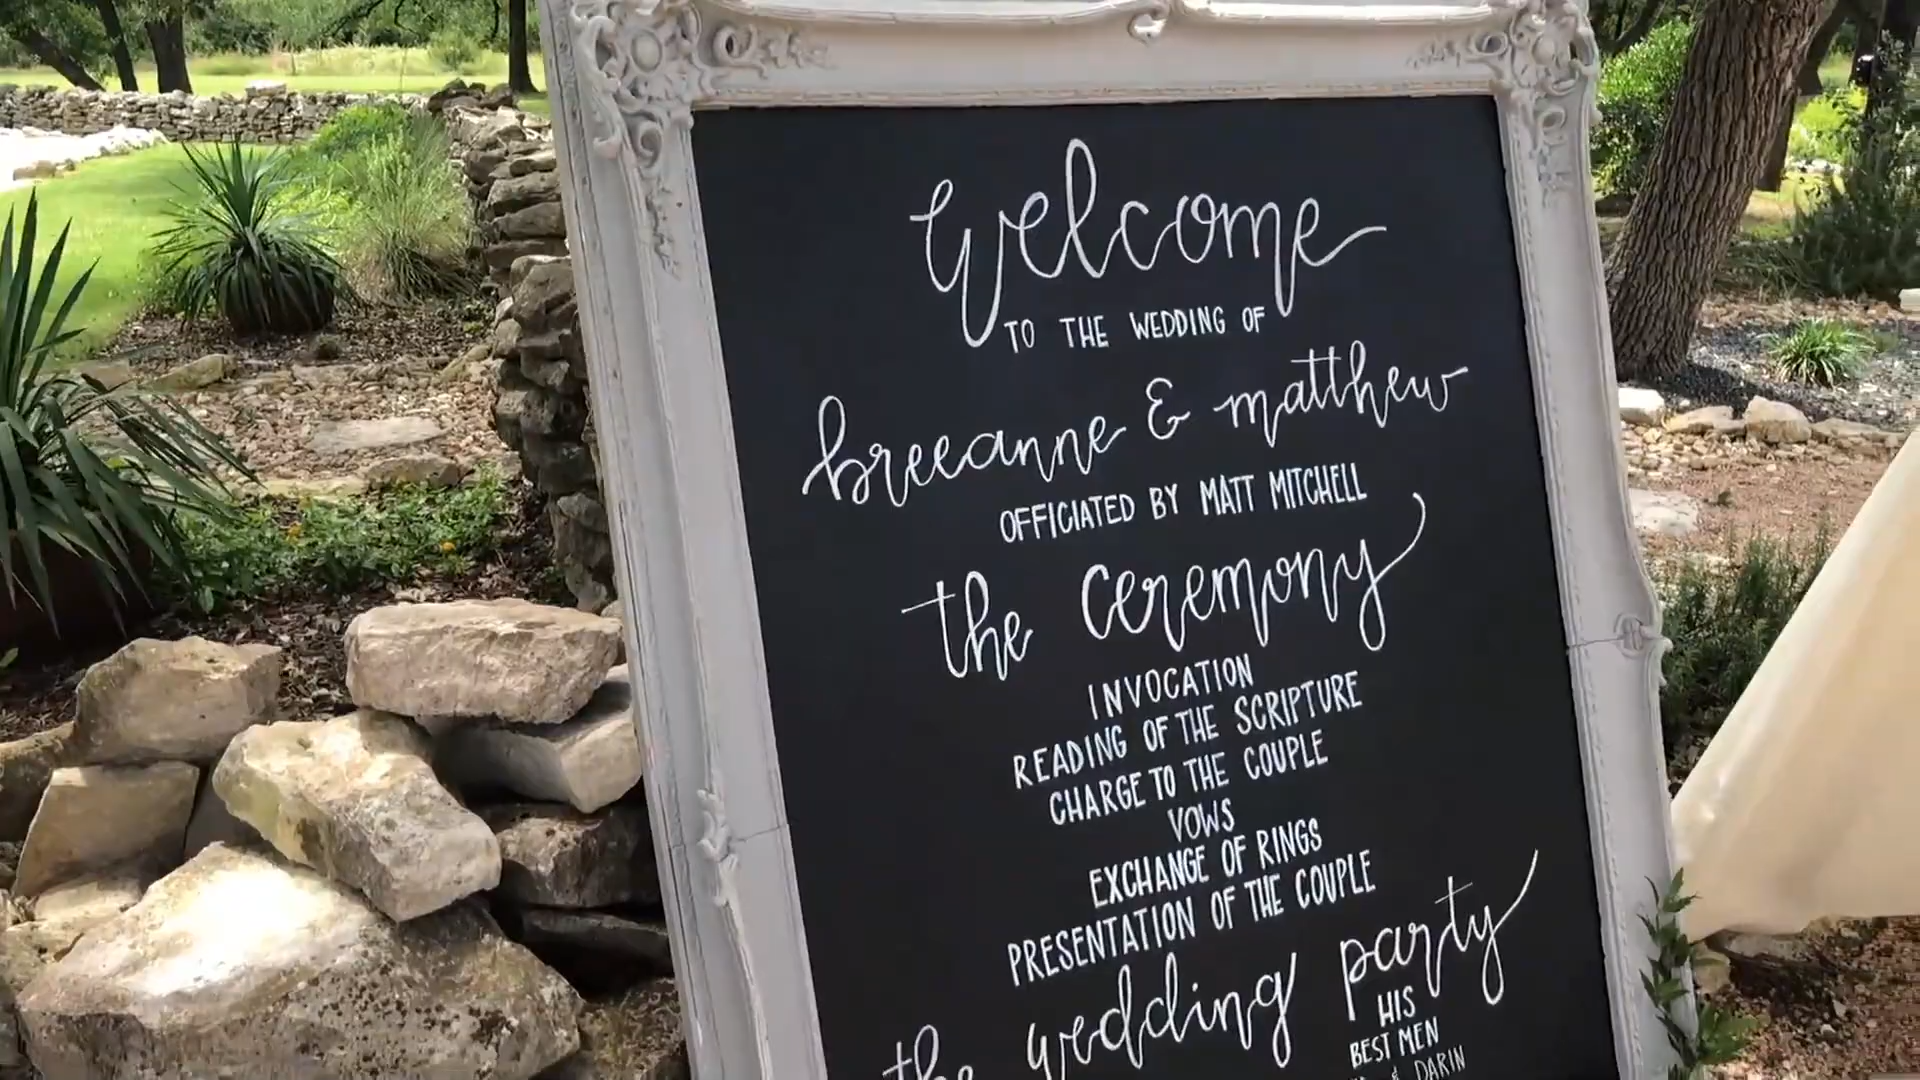 welcome
TO THE WEDDING OF
breeanne & matthew
OFFICIATED BY MATT MITCHELL
the ceremony
INVOCATION
READING OF THE SCRIPTURE
CHARGE TO THE COUPLE
VOWS
EXCHANGE OF RINGS
PRESENTATION OF THE COUPLE
the wedding party
HIS
BEST MEN
& DARIN